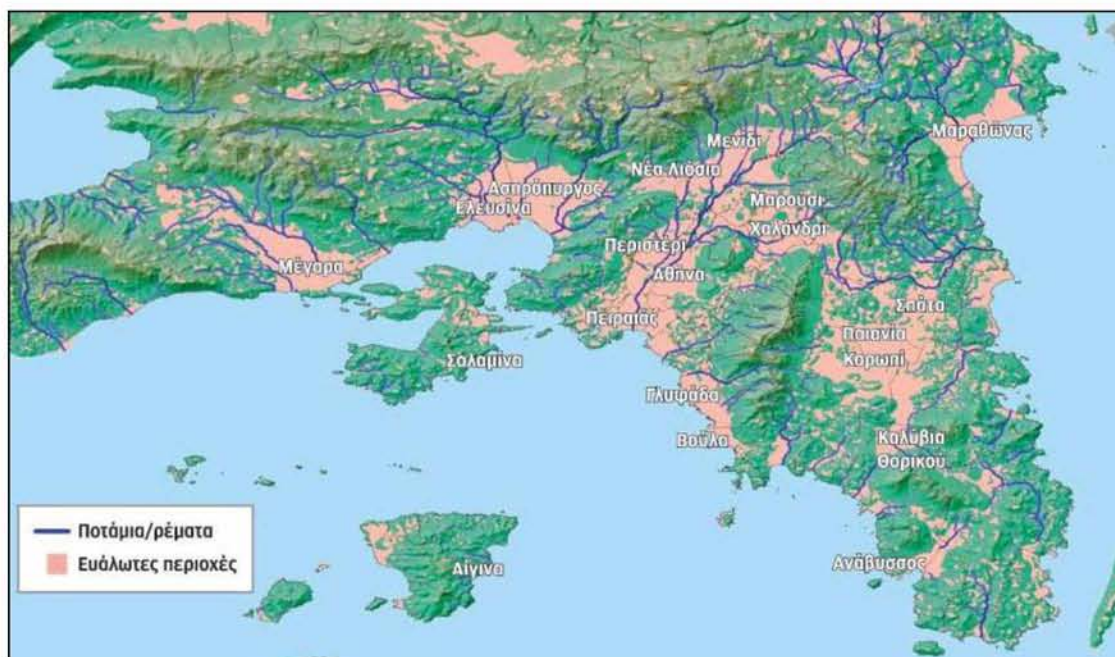 Μαραθώνας
Μενίδι
Νέα Λιόσια
Ασπρόπυργος
Μαρούσι
Ελευσίνα
Χαλάνδρι
Περιστέρι
Μέγαρα
Αθήνα
Σπάτα
Πειραιάς
Παιανία
Σαλαμίνα
Κορωπί
Γλυφάδα
Βούλα
Καλύβια
Θορικού
Ποτάμια/ρέματα
Ευάλωτες περιοχές
Αίγινα
Ανάβυσσος